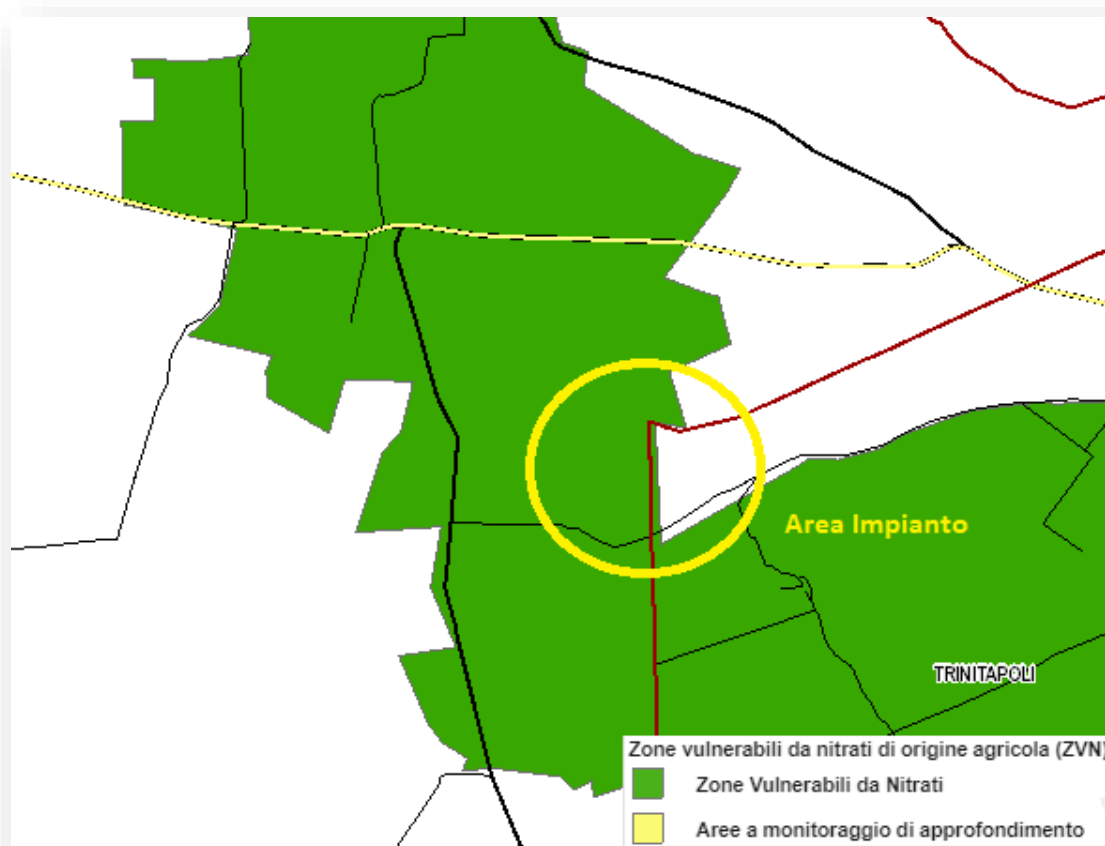 Area Impianto
TRINITAPOLI
Zone vulnerabili da nitrati di origine agricola (ZVN)
Zone Vulnerabili da Nitrati
Aree a monitoraggio di approfondimento